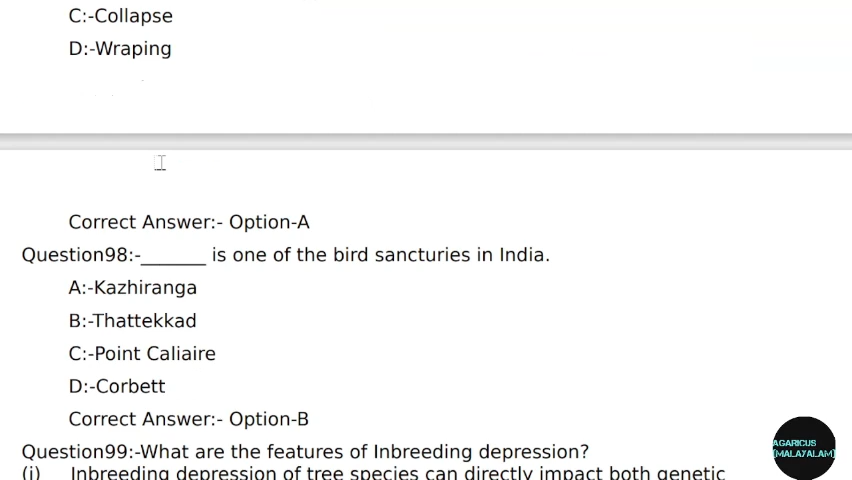 C:-Collapse
D:-Wraping
Correct Answer:- Option-A
Question98:-_______ is one of the bird sancturies in India.
A:-Kazhiranga
B:-Thattekkad
C:-Point Caliaire
D:-Corbett
Correct Answer:- Option-B
Question99:-What are the features of Inbreeding depression?
(i) Inbreeding depression of tree species can directly impact both genetic
AGARICUS
[MALAYALAM]